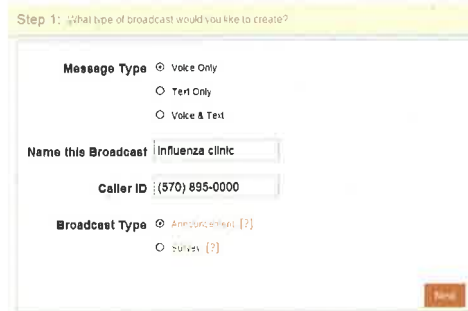 Step 1: What type of broadcast would you like to create?
Message Type Voice Only
Text Only
Voice & Text
Name this Broadcast Influenza clinic
Caller ID (570) 895-0000
Broadcast Type Announcement [?]
Survey [?]
Next